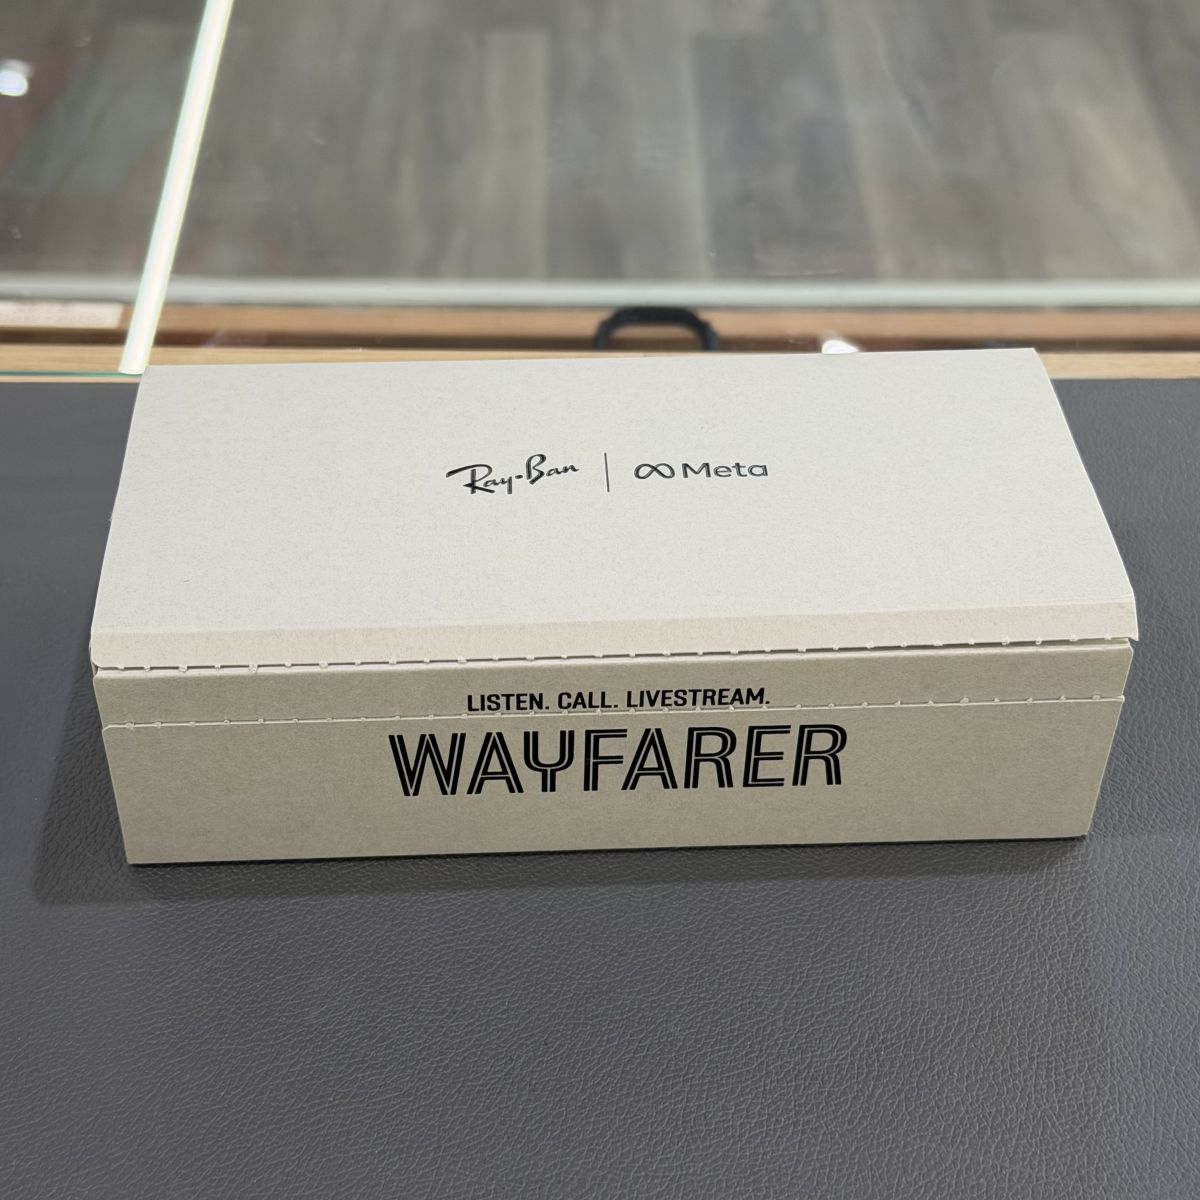 Ray-Ban | Meta
LISTEN. CALL. LIVESTREAM.
WAYFARER